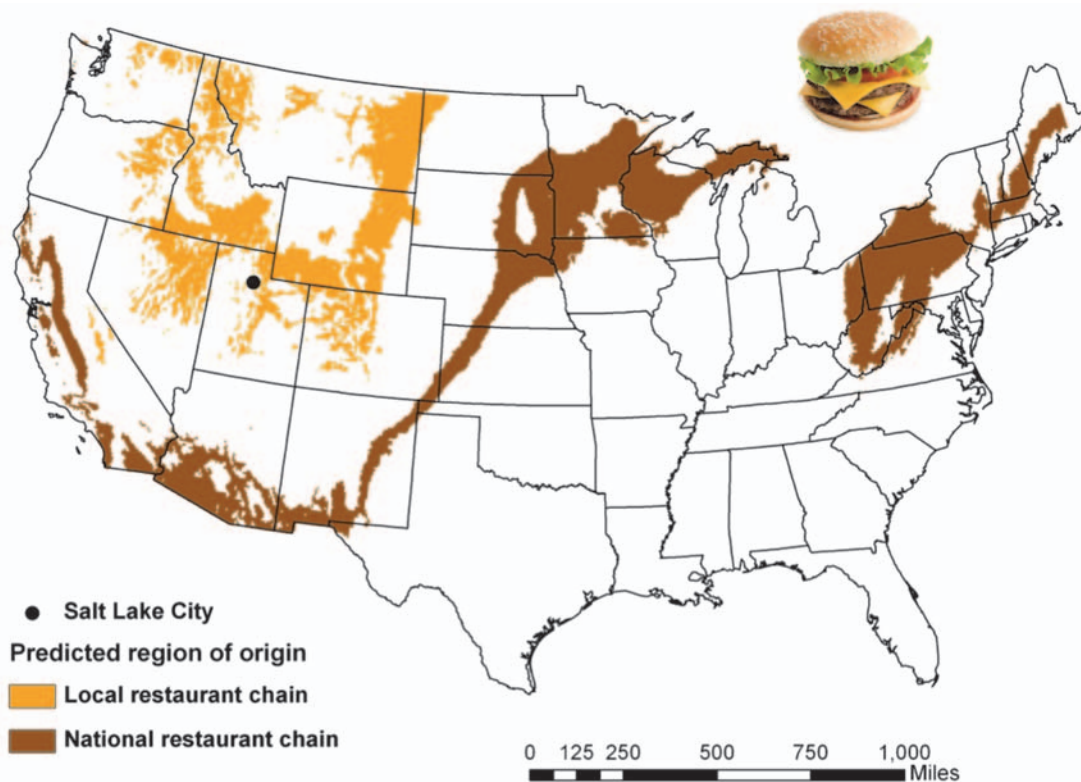 Salt Lake City
Predicted region of origin
Local restaurant chain
National restaurant chain
0 125 250 500 750 1,000
Miles